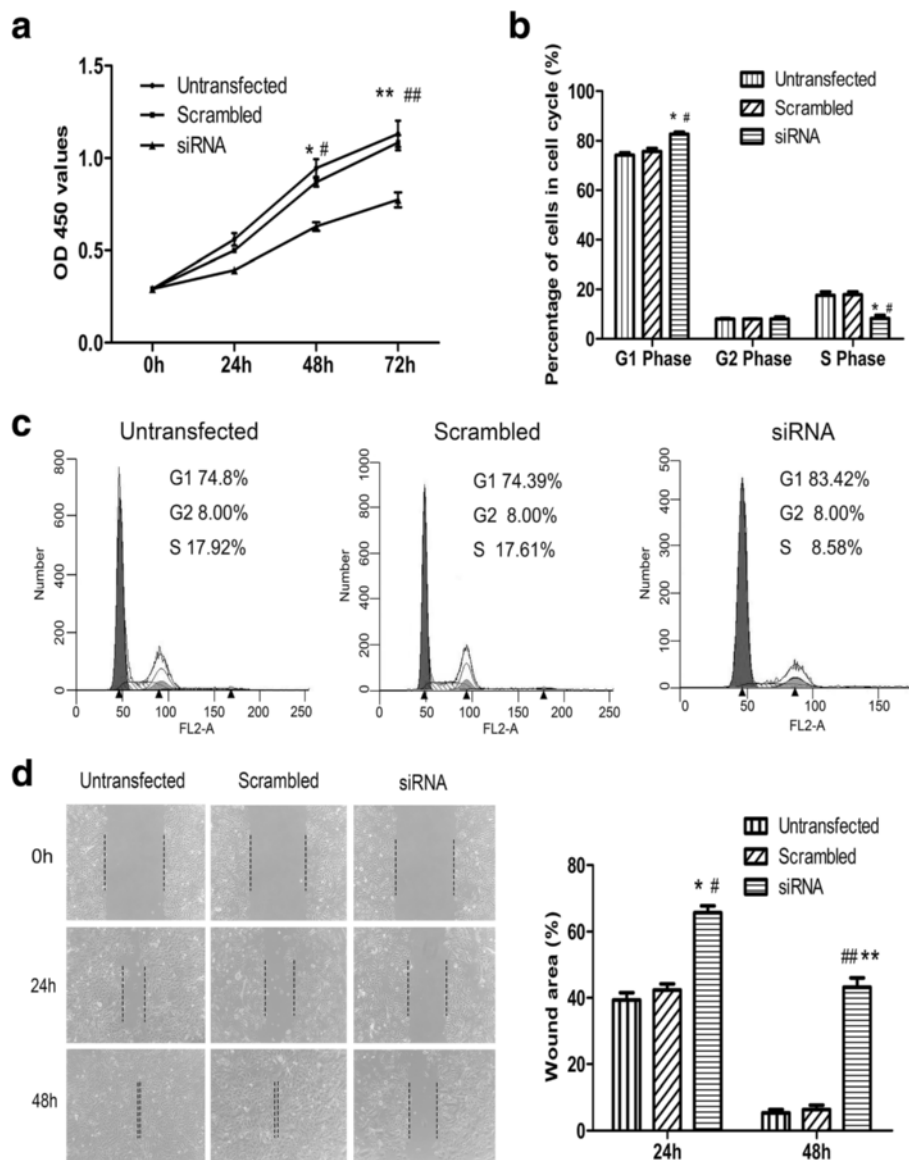 a
OD 450 values
1.5
1.0
0.5
0.0
Untransfected
Scrambled
siRNA
* #
** ##
0h 24h 48h 72h
b
Percentage of cells in cell cycle (%)
100
80
60
40
20
0
Untransfected
Scrambled
siRNA
* #
* #
G1 Phase G2 Phase S Phase
c
Untransfected
G1 74.8%
G2 8.00%
S 17.92%
Number
800
600
400
200
0
0 50 100 150 200 250
FL2-A
Scrambled
G1 74.39%
G2 8.00%
S 17.61%
Number
1000
800
600
400
200
0
0 50 100 150 200 250
FL2-A
siRNA
G1 83.42%
G2 8.00%
S 8.58%
Number
500
400
300
200
100
0
0 50 100 150
FL2-A
d
Untransfected Scrambled siRNA
0h
24h
48h
Untransfected
Scrambled
siRNA
Wound area (%)
80
60
40
20
0
* #
## **
24h 48h